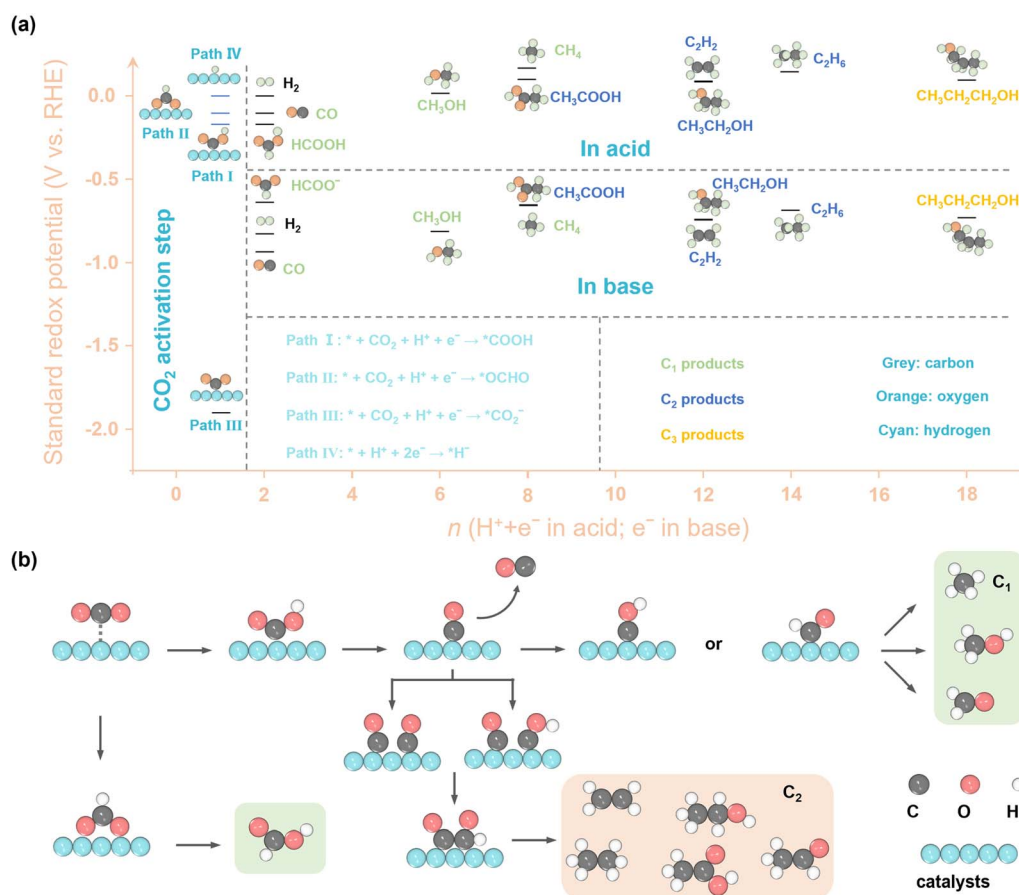 (a)
Standard redox potential (V vs. RHE)
0.0
-0.5
-1.0
-1.5
-2.0
CO₂ activation step
Path IV
Path II
Path I
Path III
H₂
CO
HCOOH
CH₃OH
CH₄
CH₃COOH
C₂H₂
CH₃CH₂OH
C₂H₆
CH₃CH₂CH₂OH
In acid
HCOO⁻
H₂
CO
CH₃OH
CH₃COOH
CH₄
CH₃CH₂OH
C₂H₂
C₂H₆
CH₃CH₂CH₂OH
In base
Path Ⅰ: * + CO₂ + H⁺ + e⁻ → *COOH
Path II: * + CO₂ + H⁺ + e⁻ → *OCHO
Path III: * + CO₂ + H⁺ + e⁻ → *CO₂⁻
Path IV: * + H⁺ + 2e⁻ → *H⁻
C₁ products
C₂ products
C₃ products
Grey: carbon
Orange: oxygen
Cyan: hydrogen
0 2 4 6 8 10 12 14 16 18
n (H⁺+e⁻ in acid; e⁻ in base)
(b)
or
C₁
C₂
C O H
catalysts